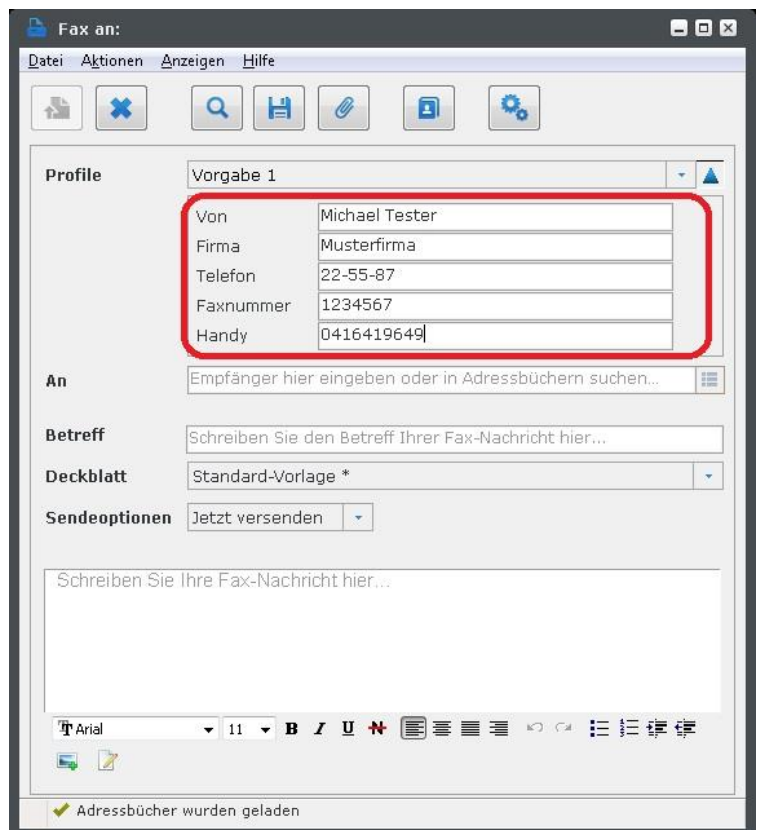 Fax an:
Datei Aktionen Anzeigen Hilfe
Profile Vorgabe 1
Von Michael Tester
Firma Musterfirma
Telefon 22-55-87
Faxnummer 1234567
Handy 0416419649
An Empfänger hier eingeben oder in Adressbüchern suchen...
Betreff Schreiben Sie den Betreff Ihrer Fax-Nachricht hier...
Deckblatt Standard-Vorlage *
Sendeoptionen Jetzt versenden
Schreiben Sie Ihre Fax-Nachricht hier...
Arial 11 B I U N
Adressbücher wurden geladen